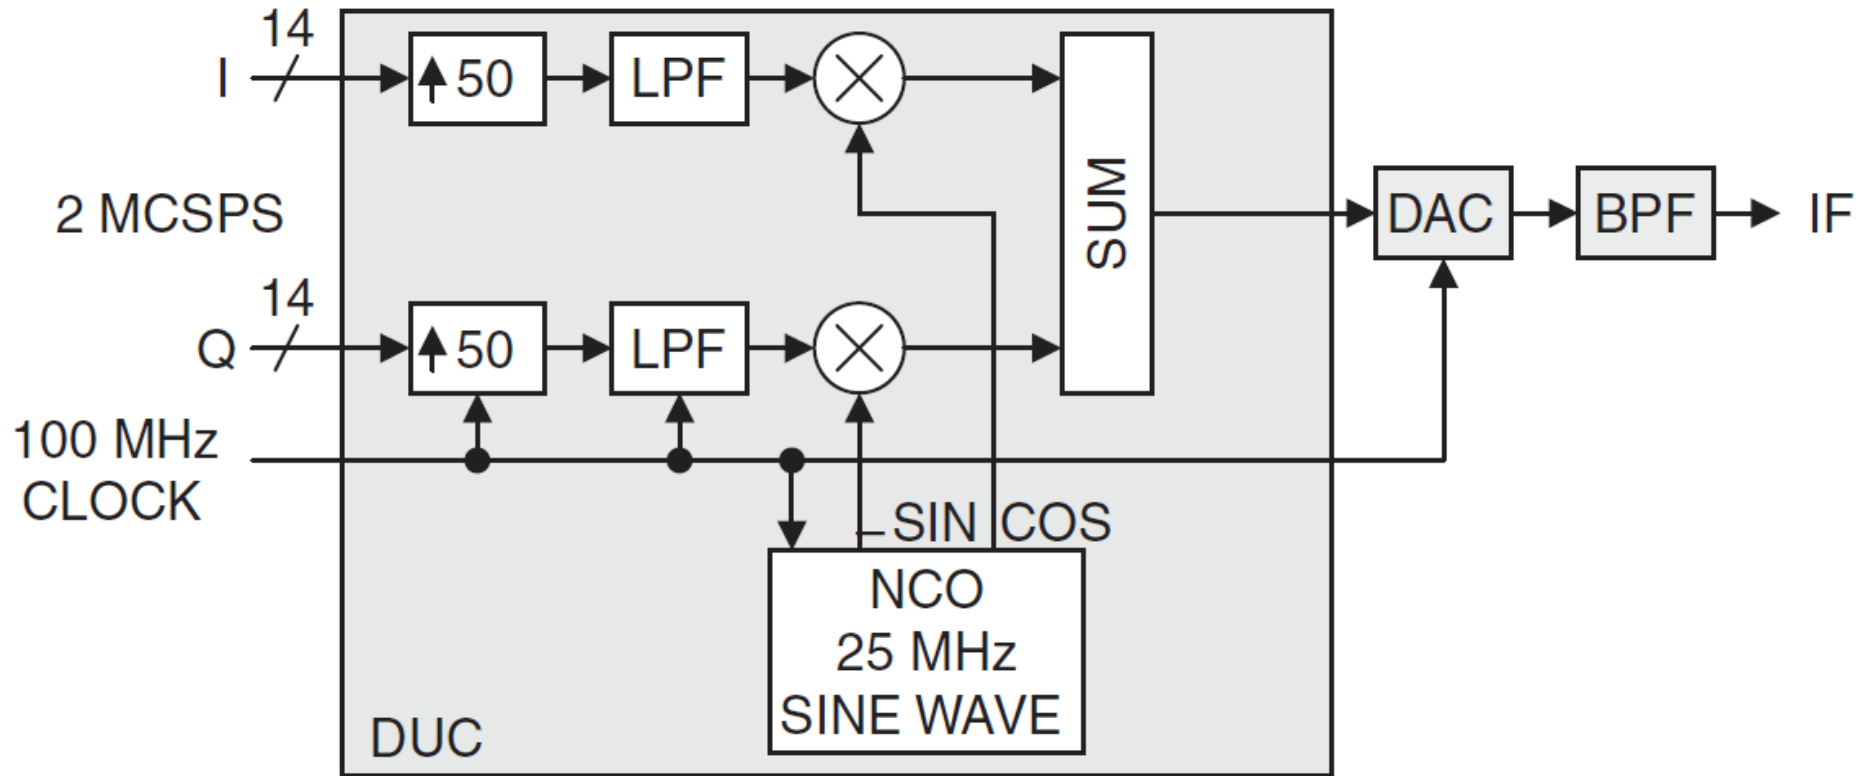 14
I
↑ 50
LPF
2 MCSPS
SUM
DAC
BPF
IF
14
Q
↑ 50
LPF
100 MHz
CLOCK
–SIN
COS
NCO
25 MHz
SINE WAVE
DUC